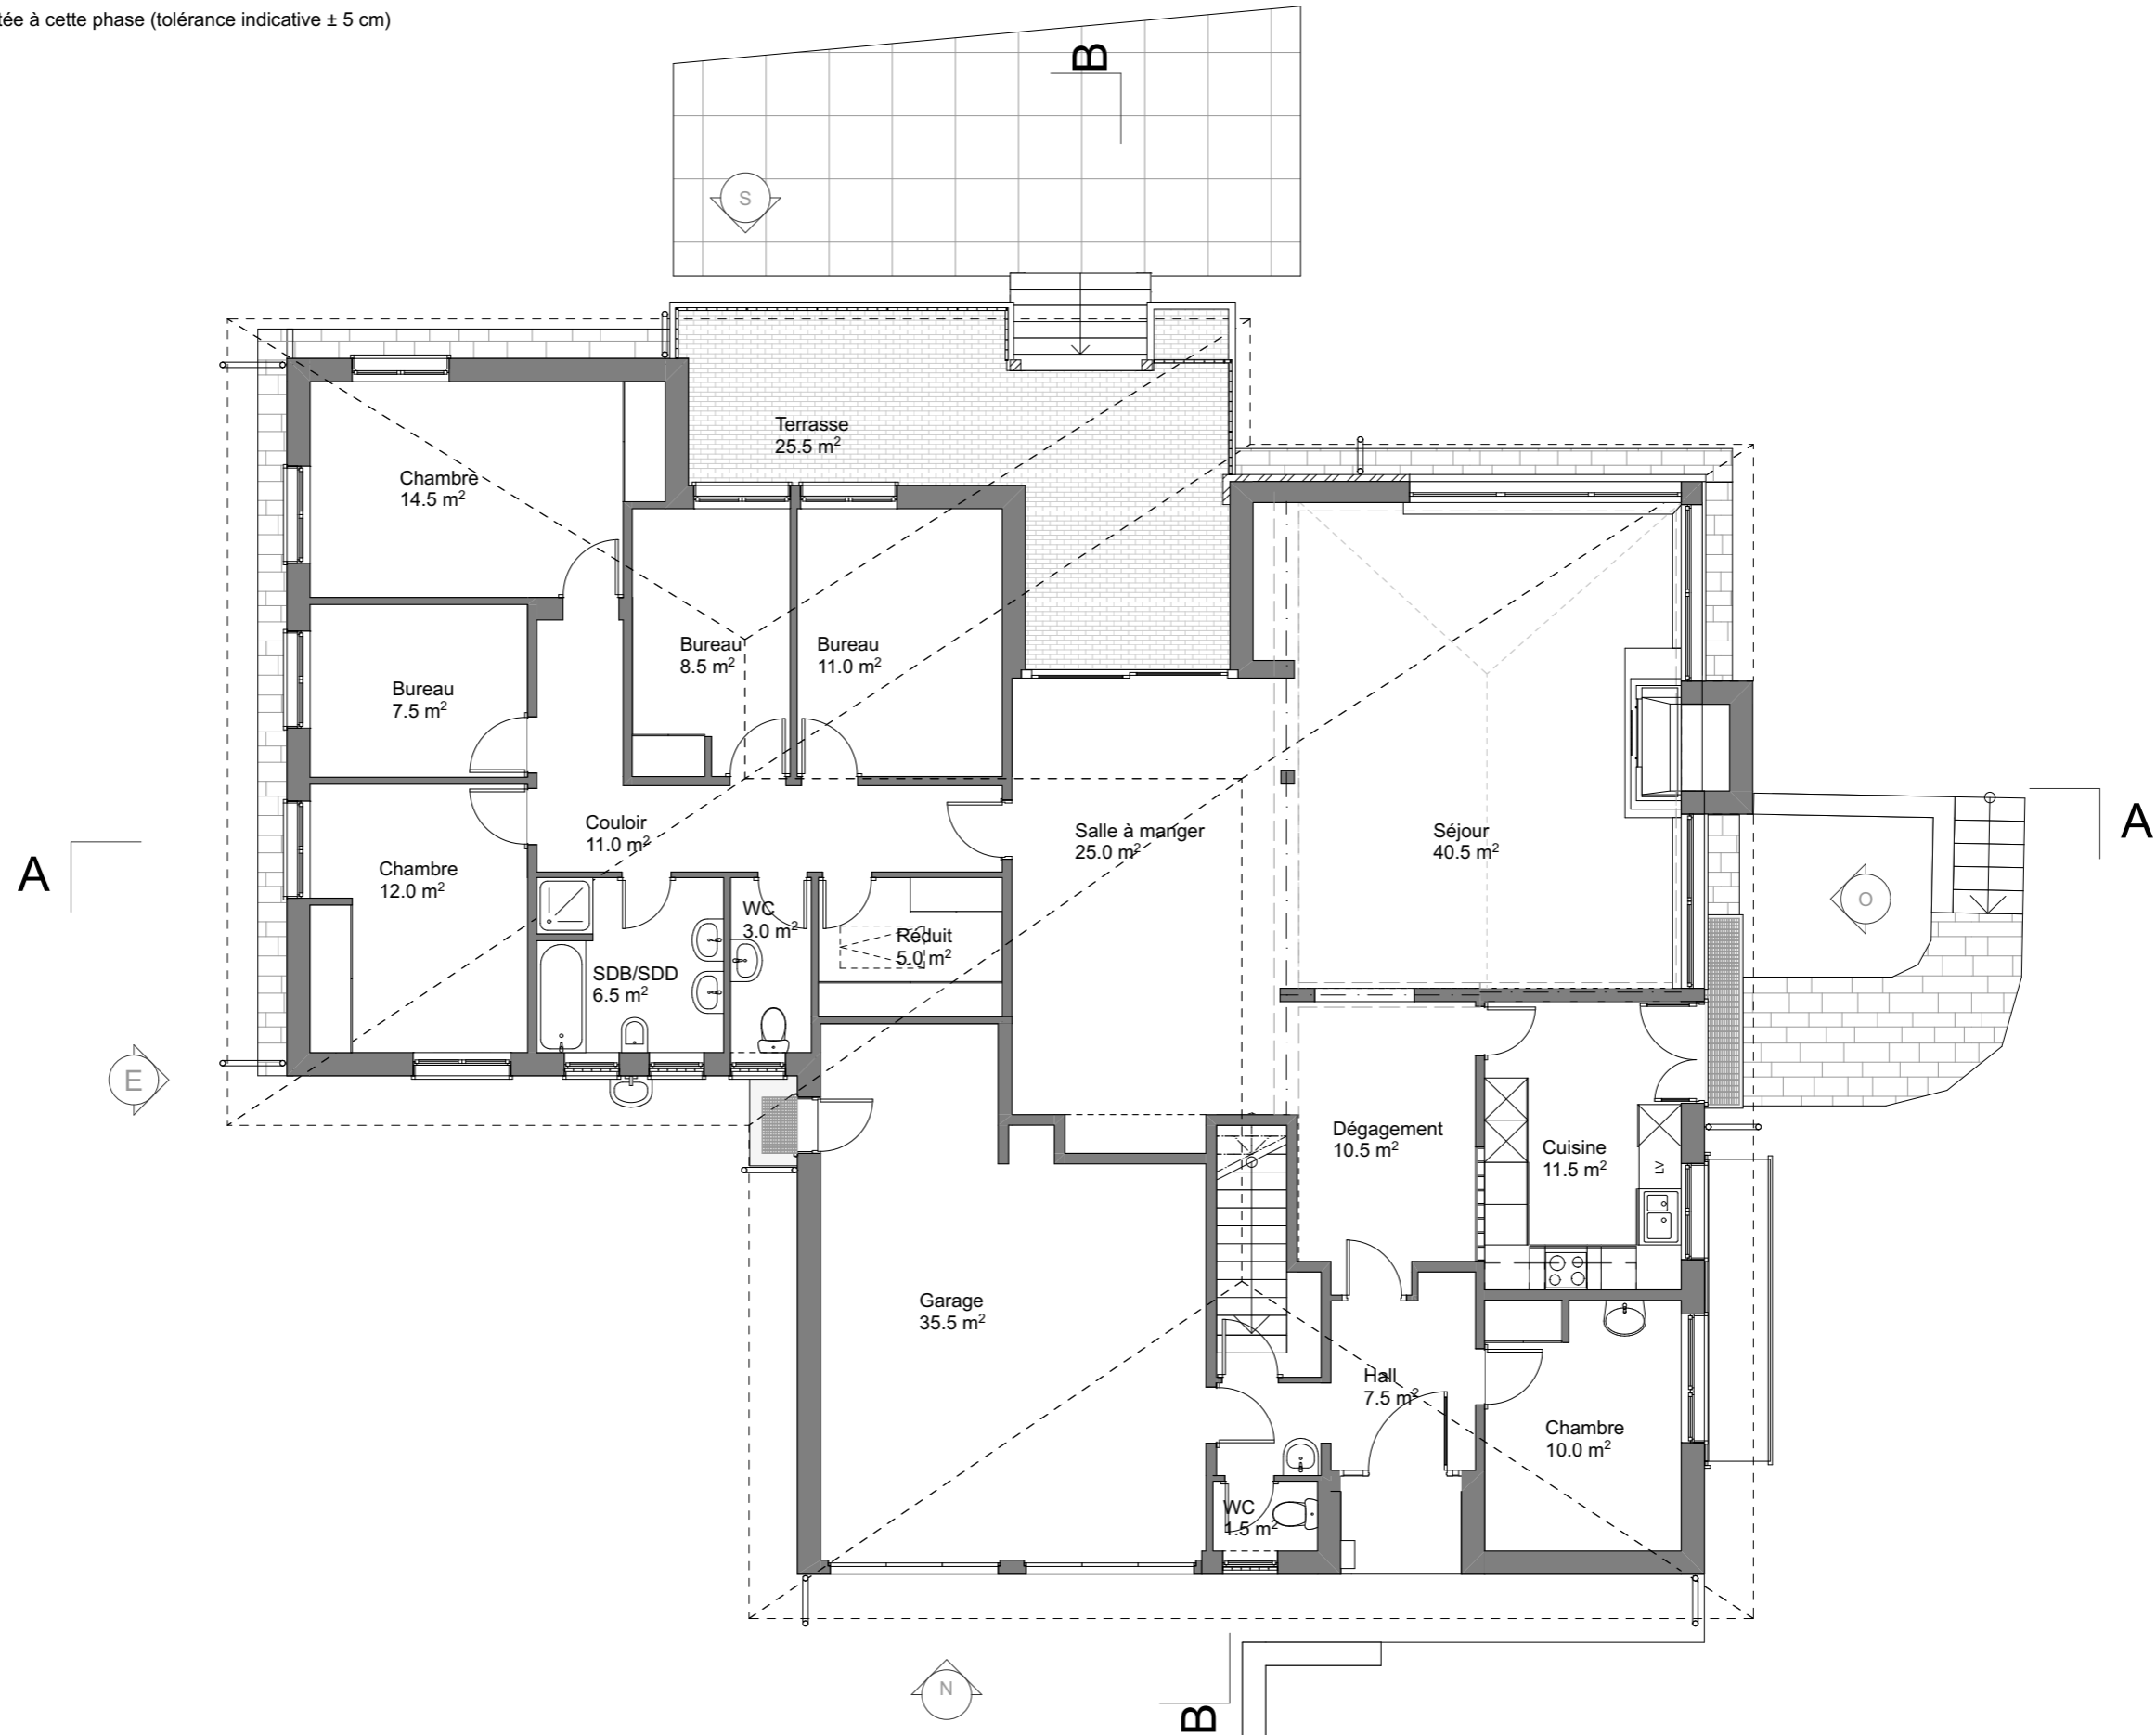 tée à cette phase (tolérance indicative ± 5 cm)
B
S
Terrasse
25.5 m²
Chambre
14.5 m²
Bureau
8.5 m²
Bureau
11.0 m²
Bureau
7.5 m²
Couloir
11.0 m²
Salle à manger
25.0 m²
Séjour
40.5 m²
A
A
Chambre
12.0 m²
O
WC
3.0 m²
Réduit
5.0 m²
SDB/SDD
6.5 m²
E
Dégagement
10.5 m²
Cuisine
11.5 m²
LV
Garage
35.5 m²
Hall
7.5 m²
Chambre
10.0 m²
WC
1.5 m²
N
B